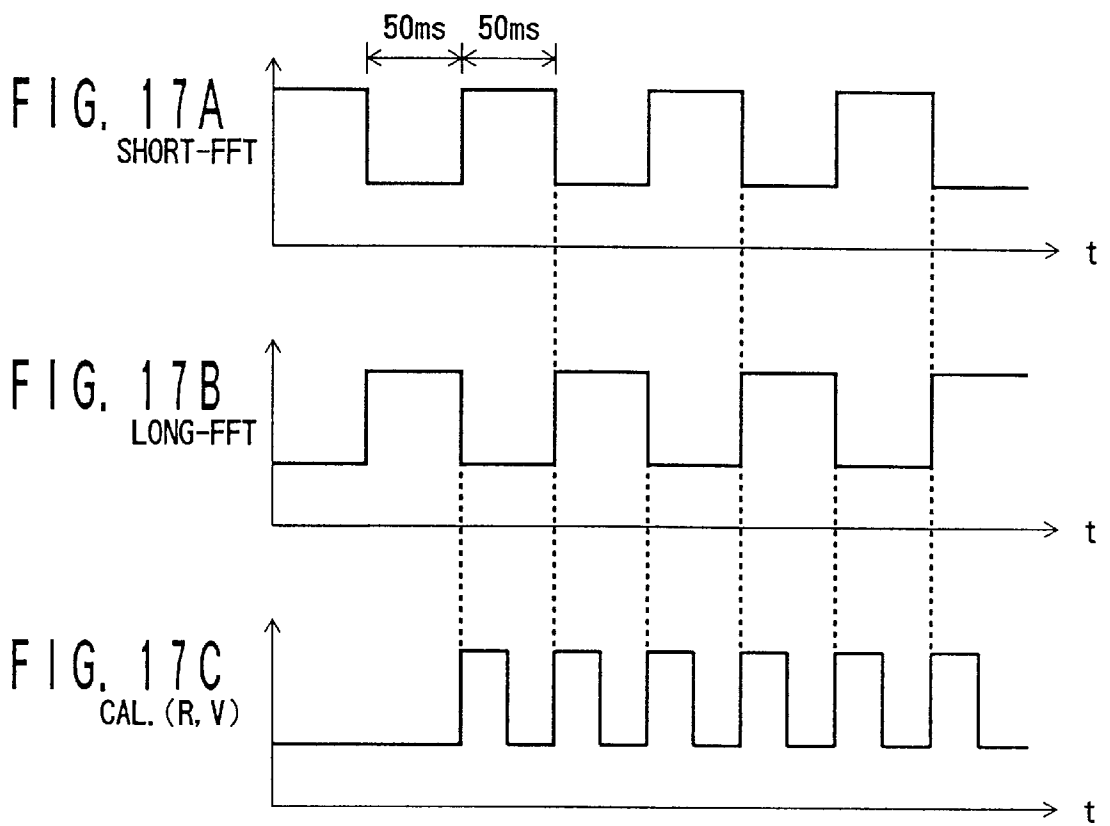 50ms 50ms
FIG. 17A
SHORT-FFT
t
FIG. 17B
LONG-FFT
t
FIG. 17C
CAL. (R, V)
t